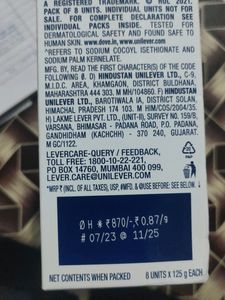 A REGISTERED TRADEMARK. © HUL 2021.
PACK OF 8 UNITS. INDIVIDUAL UNITS NOT
FOR SALE. FOR COMPLETE DECLARATION SEE
INDIVIDUAL PACKS INSIDE. TESTED FOR
DERMATOLOGICAL SAFETY AND FOUND SAFE TO
HUMAN SKIN. www.dove.in, www.unilever.com
°REFERS TO SODIUM COCOYL ISETHIONATE AND
SODIUM PALM KERNELATE.
MFG. BY, READ THE FIRST CHARACTER(S) OF THE CODE
FOLLOWING @. D) HINDUSTAN UNILEVER LTD., C-9,
M.I.D.C. AREA, KHAMGAON, DISTRICT BULDHANA,
MAHARASHTRA 444 303. M MH/104860. F) HINDUSTAN
UNILEVER LTD., BAROTIWALA IA, DISTRICT SOLAN,
HIMACHAL PRADESH 174 103. M HIM/COS/2004/35.
H) LAKME LEVER PVT. LTD., (UNIT-II), SURVEY NO. 159/B,
VARSANA, BHIMASAR - PADANA ROAD, P.O. PADANA,
GANDHIDHAM (KACHCHH) - 370 240, GUJARAT.
M GC/1122.
LEVERCARE-QUERY / FEEDBACK,
TOLL FREE: 1800-10-22-221,
PO BOX 14760, MUMBAI 400 099,
LEVER.CARE@UNILEVER.COM
*MRP ₹ (INCL. OF ALL TAXES), USP, #MFD. & @USE BEFORE: SEE BELOW.
Ø H * ₹870/-, ₹0.87/g
# 07/23 @ 11/25
NET CONTENTS WHEN PACKED 8 UNITS X 125 g EACH